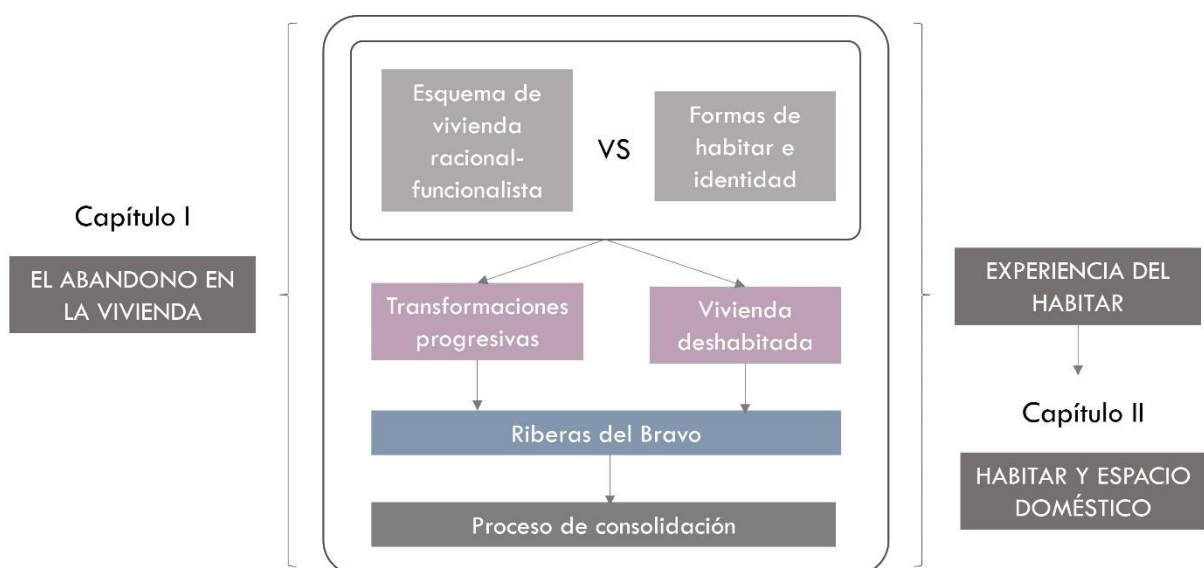 Capítulo I
EL ABANDONO EN
LA VIVIENDA
Esquema de
vivienda
racional-
funcionalista
VS
Formas de
habitar e
identidad
Transformaciones
progresivas
Vivienda
deshabitada
Riberas del Bravo
Proceso de consolidación
EXPERIENCIA DEL
HABITAR
Capítulo II
HABITAR Y ESPACIO
DOMÉSTICO